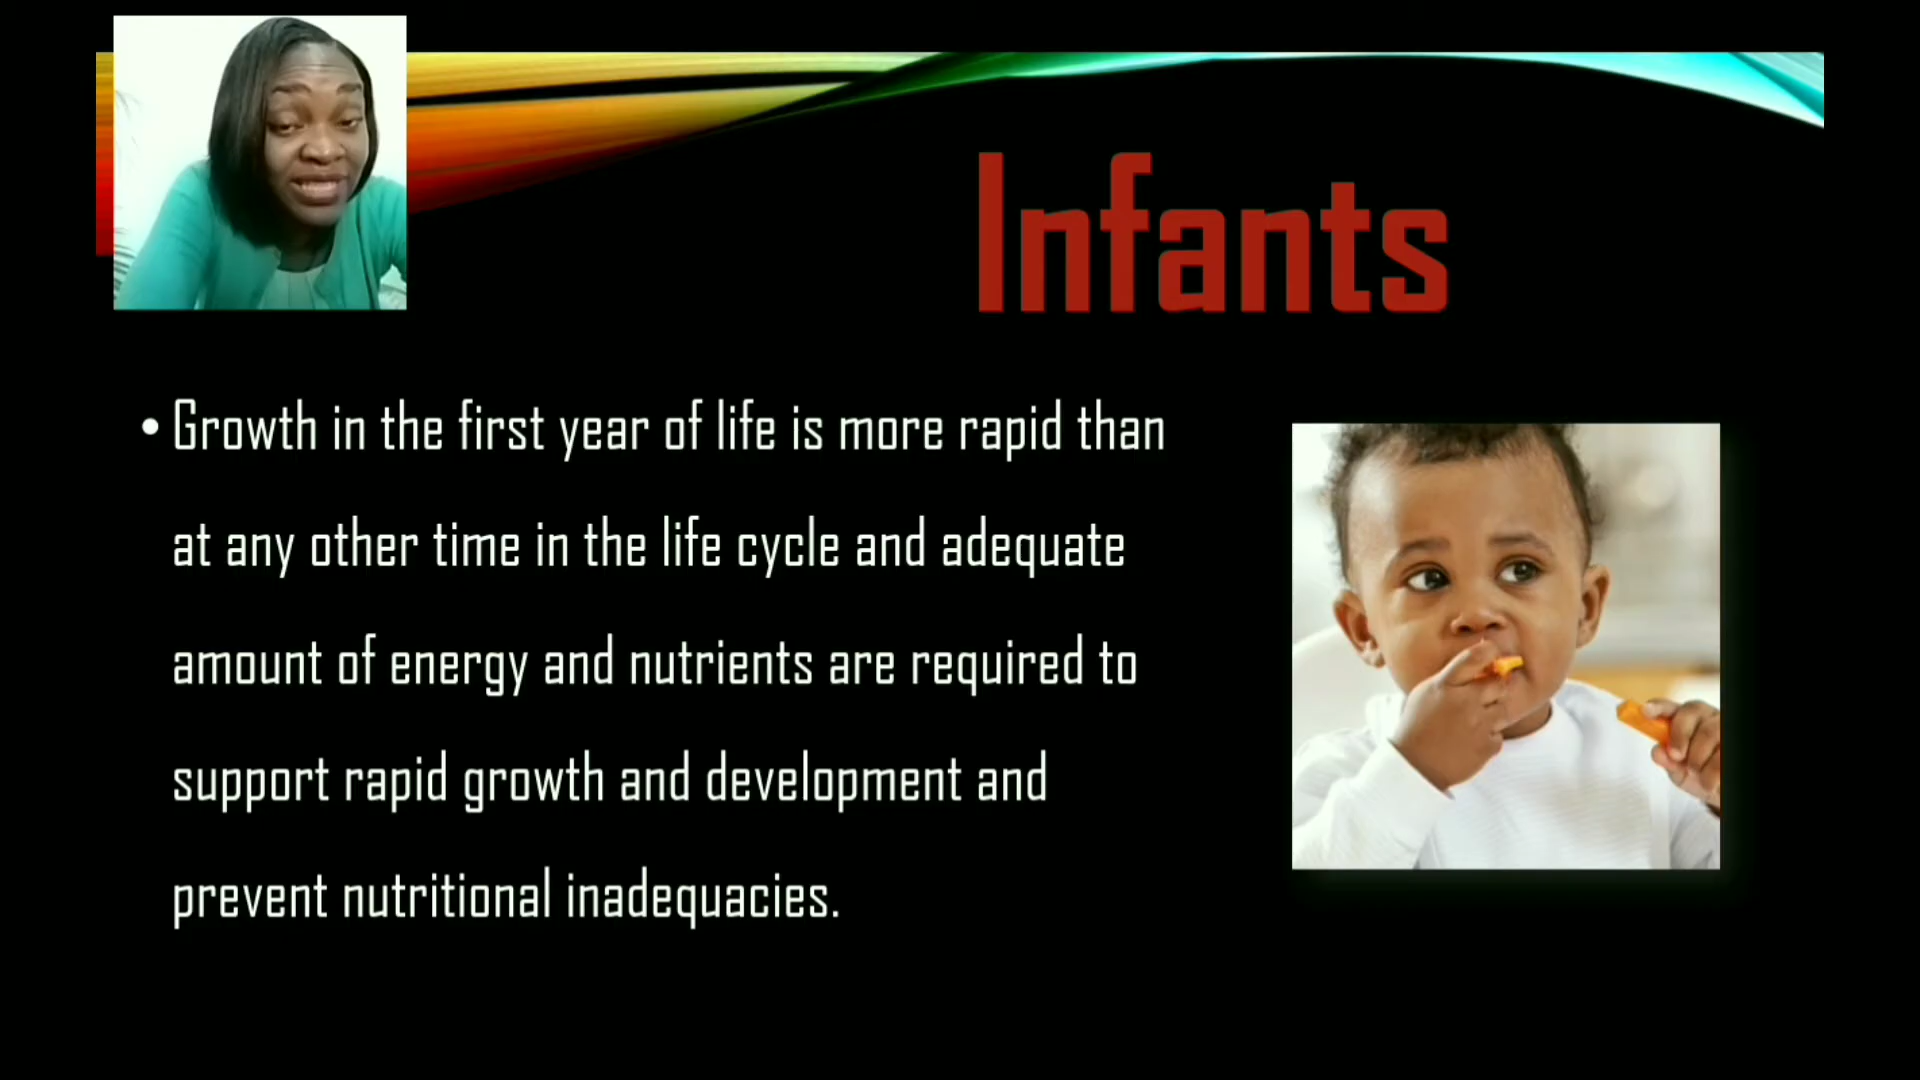 Infants
• Growth in the first year of life is more rapid than
at any other time in the life cycle and adequate
amount of energy and nutrients are required to
support rapid growth and development and
prevent nutritional inadequacies.